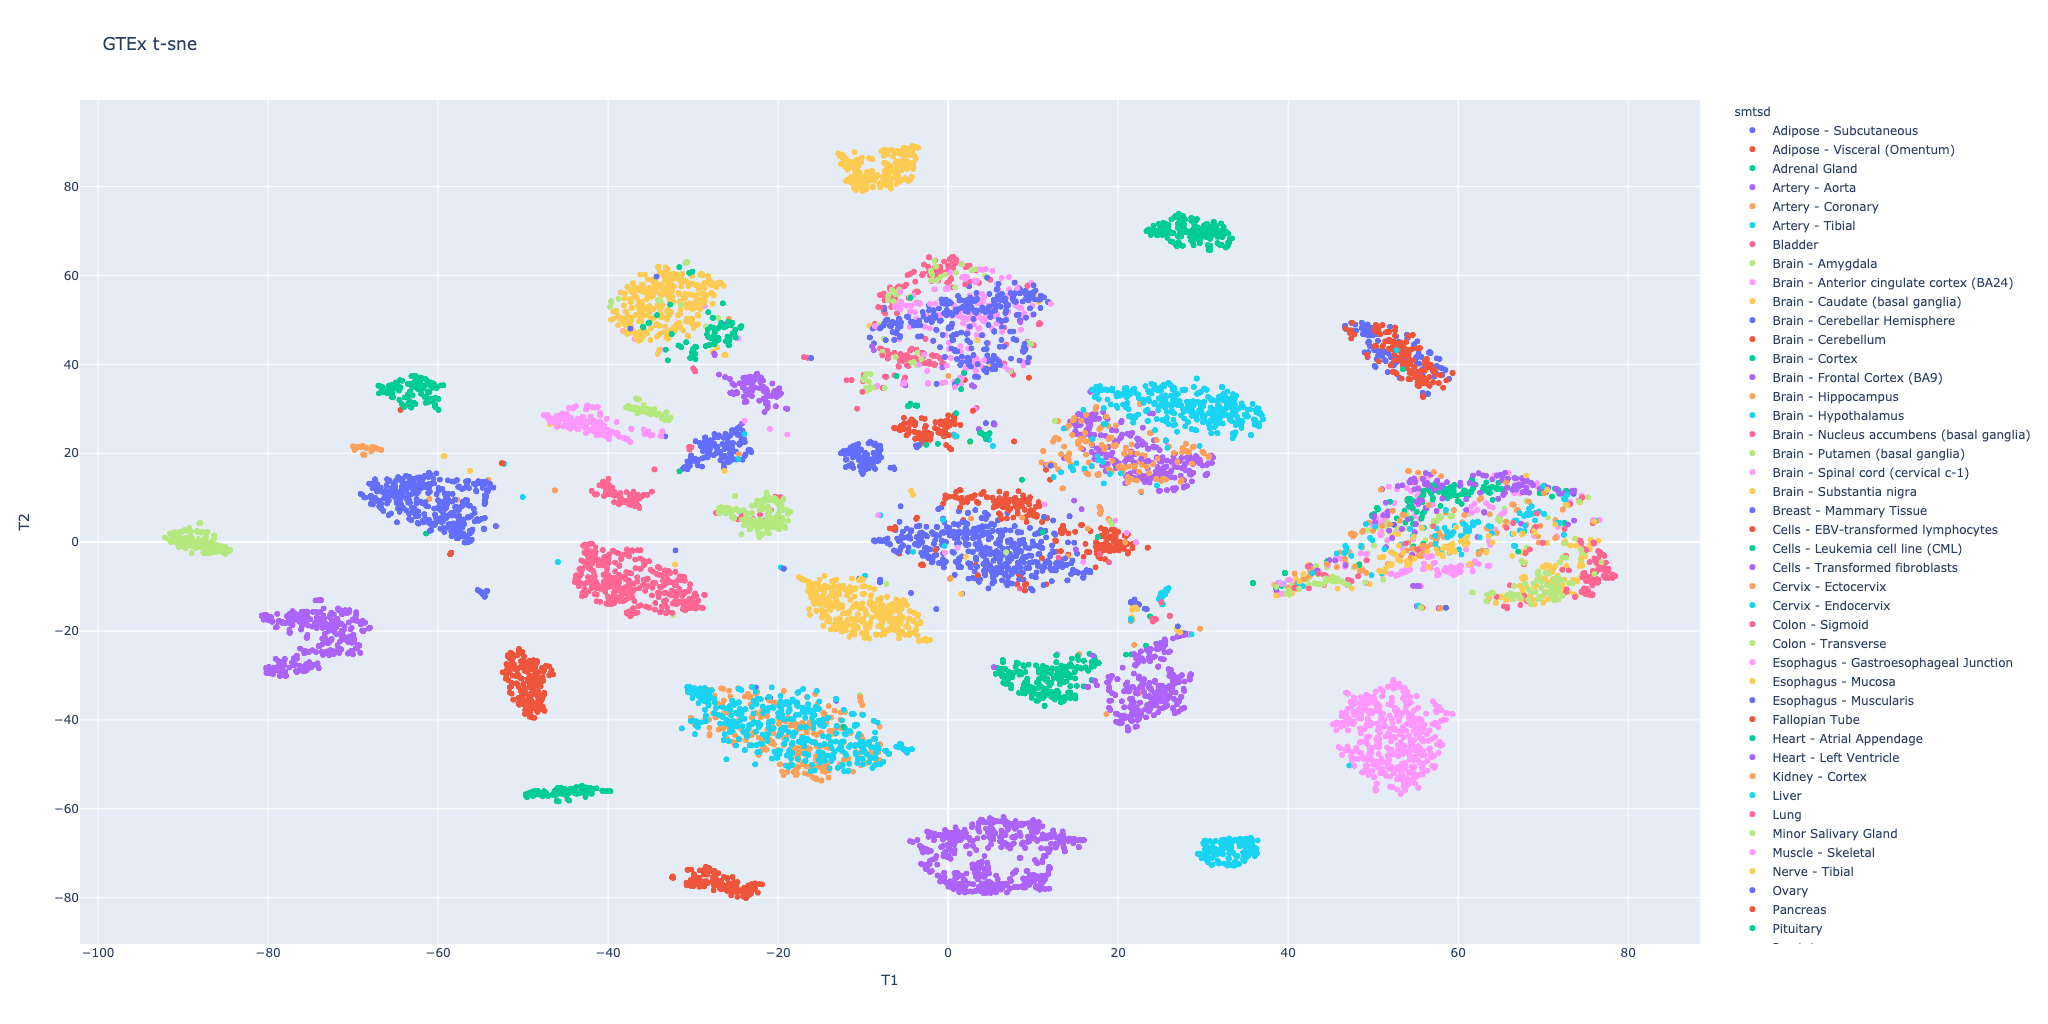 GTEx t-sne
T2
80
60
40
20
0
−20
−40
−60
−80
−100
−80
−60
−40
−20
0
20
40
60
80
T1
smtsd
Adipose - Subcutaneous
Adipose - Visceral (Omentum)
Adrenal Gland
Artery - Aorta
Artery - Coronary
Artery - Tibial
Bladder
Brain - Amygdala
Brain - Anterior cingulate cortex (BA24)
Brain - Caudate (basal ganglia)
Brain - Cerebellar Hemisphere
Brain - Cerebellum
Brain - Cortex
Brain - Frontal Cortex (BA9)
Brain - Hippocampus
Brain - Hypothalamus
Brain - Nucleus accumbens (basal ganglia)
Brain - Putamen (basal ganglia)
Brain - Spinal cord (cervical c-1)
Brain - Substantia nigra
Breast - Mammary Tissue
Cells - EBV-transformed lymphocytes
Cells - Leukemia cell line (CML)
Cells - Transformed fibroblasts
Cervix - Ectocervix
Cervix - Endocervix
Colon - Sigmoid
Colon - Transverse
Esophagus - Gastroesophageal Junction
Esophagus - Mucosa
Esophagus - Muscularis
Fallopian Tube
Heart - Atrial Appendage
Heart - Left Ventricle
Kidney - Cortex
Liver
Lung
Minor Salivary Gland
Muscle - Skeletal
Nerve - Tibial
Ovary
Pancreas
Pituitary